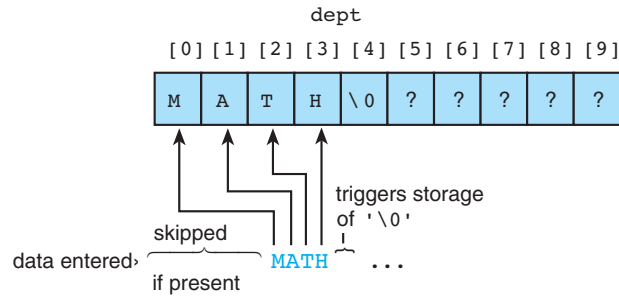 dept
[0] [1] [2] [3] [4] [5] [6] [7] [8] [9]
M A T H \0 ? ? ? ? ?
triggers storage
of '\0'
skipped
data entered› MATH ...
if present